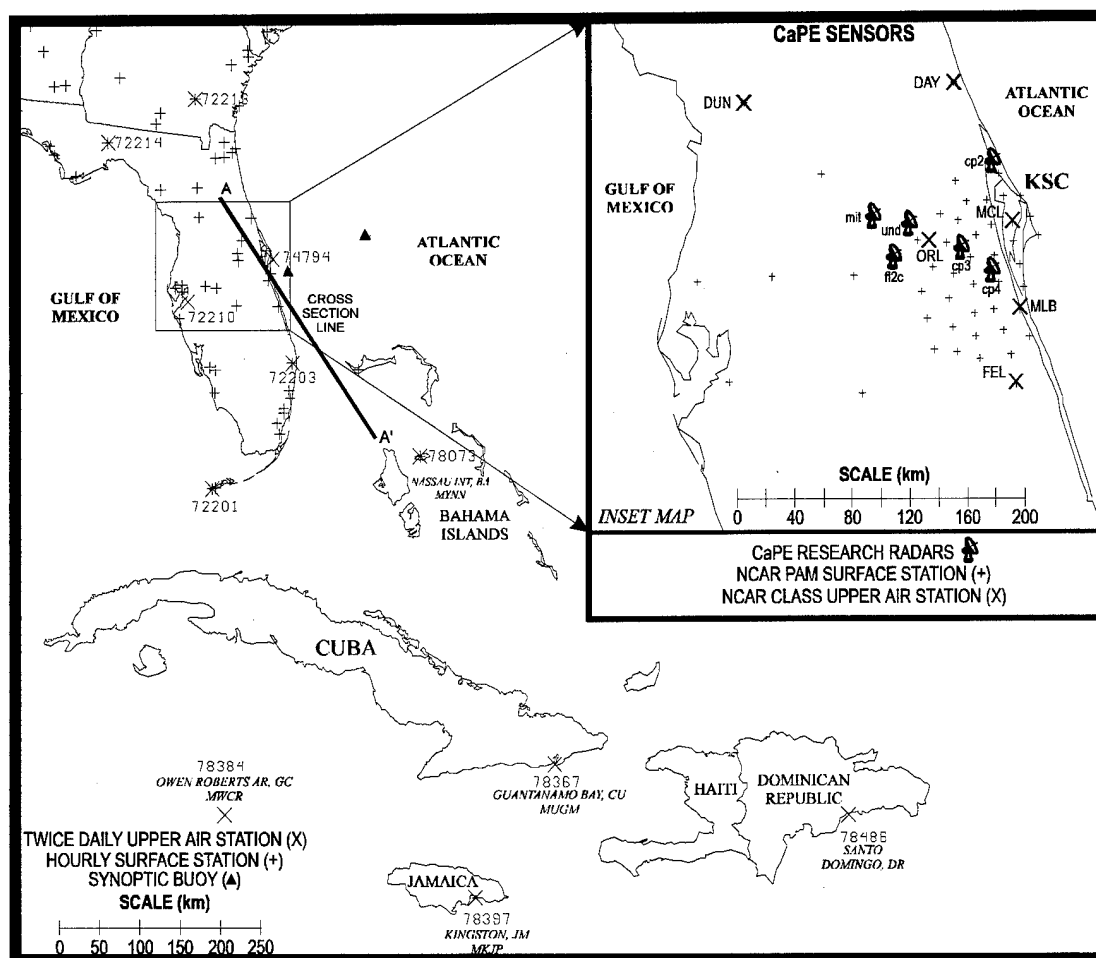 72215
72214
A
74794
ATLANTIC
OCEAN
GULF OF
MEXICO
CROSS
SECTION
LINE
72210
72203
A'
78073
NASSAU INT, BA
MYNN
72201
BAHAMA
ISLANDS
CaPE SENSORS
DAY
DUN
ATLANTIC
OCEAN
cp2
KSC
GULF OF
MEXICO
mit
und
MCL
ORL
fl2c
cp3
cp4
MLB
FEL
SCALE (km)
INSET MAP
0 40 80 120 160 200
CaPE RESEARCH RADARS
NCAR PAM SURFACE STATION (+)
NCAR CLASS UPPER AIR STATION (X)
CUBA
78384
OWEN ROBERTS AR, GC
MWCR
78367
GUANTANAMO BAY, CU
MUGM
HAITI
DOMINICAN
REPUBLIC
78486
SANTO
DOMINGO, DR
TWICE DAILY UPPER AIR STATION (X)
HOURLY SURFACE STATION (+)
SYNOPTIC BUOY (▲)
SCALE (km)
0 50 100 150 200 250
JAMAICA
78397
KINGSTON, JM
MKJP